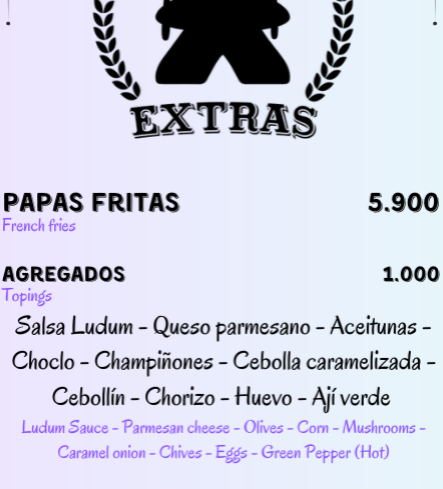 EXTRAS
PAPAS FRITAS 5.900
French fries
AGREGADOS 1.000
Topings
Salsa Ludum - Queso parmesano - Aceitunas -
Choclo - Champiñones - Cebolla caramelizada -
Cebollín - Chorizo - Huevo - Ají verde
Ludum Sauce - Parmesan cheese - Olives - Corn - Mushrooms -
Caramel onion - Chives - Eggs - Green Pepper (Hot)